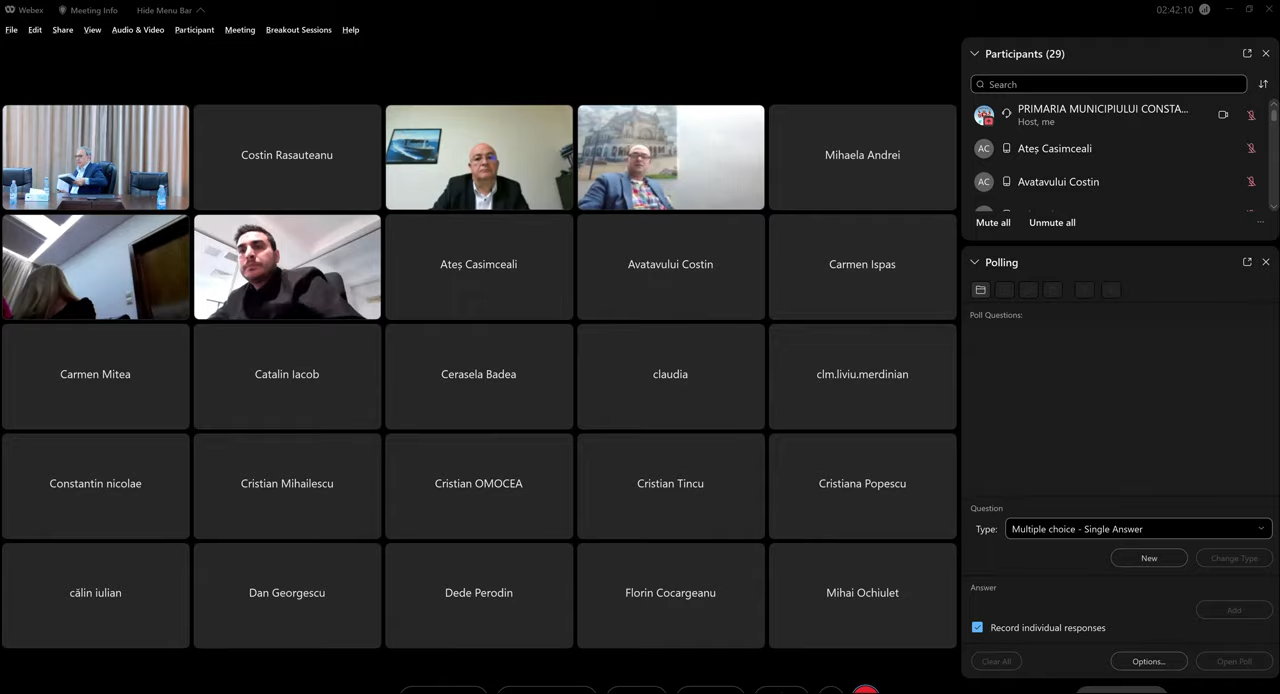 Webex
Meeting Info
Hide Menu Bar
02:42:10
File Edit Share View Audio & Video Participant Meeting Breakout Sessions Help
Costin Rasauteanu
Mihaela Andrei
Ateș Casimceali
Avatavului Costin
Carmen Ispas
Carmen Mitea
Catalin Iacob
Cerasela Badea
claudia
clm.liviu.merdinian
Constantin nicolae
Cristian Mihailescu
Cristian OMOCEA
Cristian Tincu
Cristiana Popescu
călin iulian
Dan Georgescu
Dede Perodin
Florin Cocargeanu
Mihai Ochiulet
Participants (29)
Search
PRIMARIA MUNICIPIULUI CONSTA...
Host, me
AC Ateș Casimceali
AC Avatavului Costin
Mute all
Unmute all
...
Polling
Poll Questions:
Question
Type: Multiple choice - Single Answer
New
Change Type
Answer
Add
Record individual responses
Clear All
Options...
Open Poll